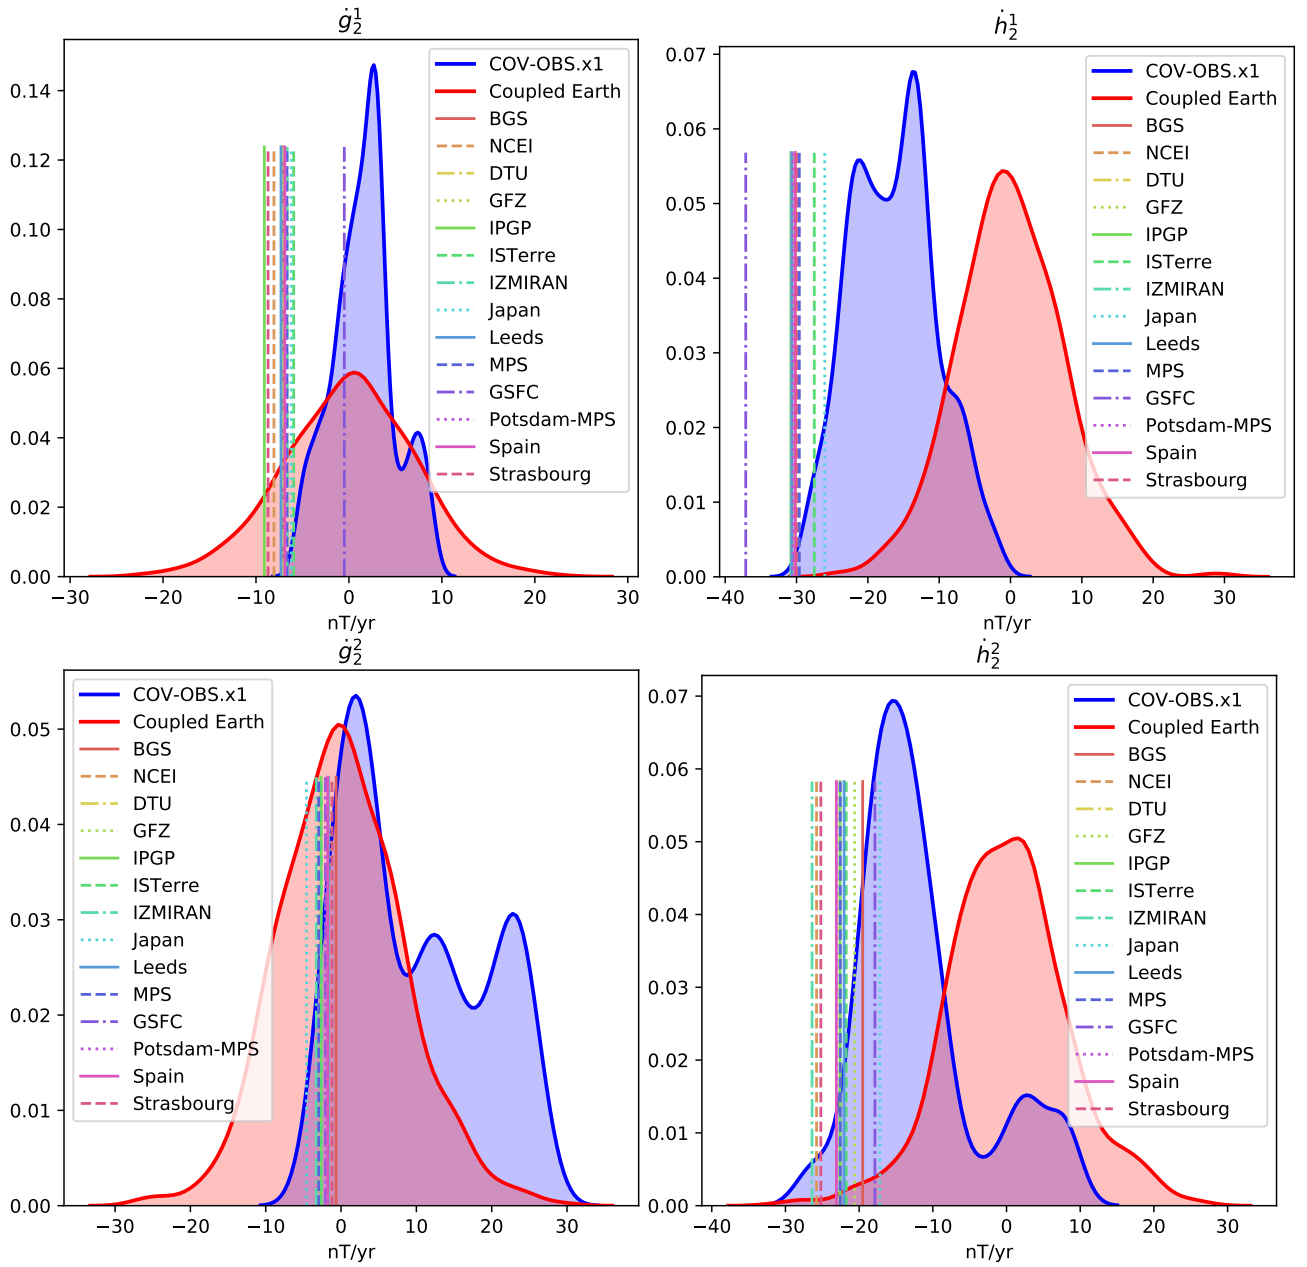 ġ₂¹
0.00
0.02
0.04
0.06
0.08
0.10
0.12
0.14
−30
−20
−10
0
10
20
30
nT/yr
COV-OBS.x1
Coupled Earth
BGS
NCEI
DTU
GFZ
IPGP
ISTerre
IZMIRAN
Japan
Leeds
MPS
GSFC
Potsdam-MPS
Spain
Strasbourg
ḣ₂¹
0.00
0.01
0.02
0.03
0.04
0.05
0.06
0.07
−40
−30
−20
−10
0
10
20
30
nT/yr
COV-OBS.x1
Coupled Earth
BGS
NCEI
DTU
GFZ
IPGP
ISTerre
IZMIRAN
Japan
Leeds
MPS
GSFC
Potsdam-MPS
Spain
Strasbourg
ġ₂²
0.00
0.01
0.02
0.03
0.04
0.05
−30
−20
−10
0
10
20
30
nT/yr
COV-OBS.x1
Coupled Earth
BGS
NCEI
DTU
GFZ
IPGP
ISTerre
IZMIRAN
Japan
Leeds
MPS
GSFC
Potsdam-MPS
Spain
Strasbourg
ḣ₂²
0.00
0.01
0.02
0.03
0.04
0.05
0.06
0.07
−40
−30
−20
−10
0
10
20
30
nT/yr
COV-OBS.x1
Coupled Earth
BGS
NCEI
DTU
GFZ
IPGP
ISTerre
IZMIRAN
Japan
Leeds
MPS
GSFC
Potsdam-MPS
Spain
Strasbourg